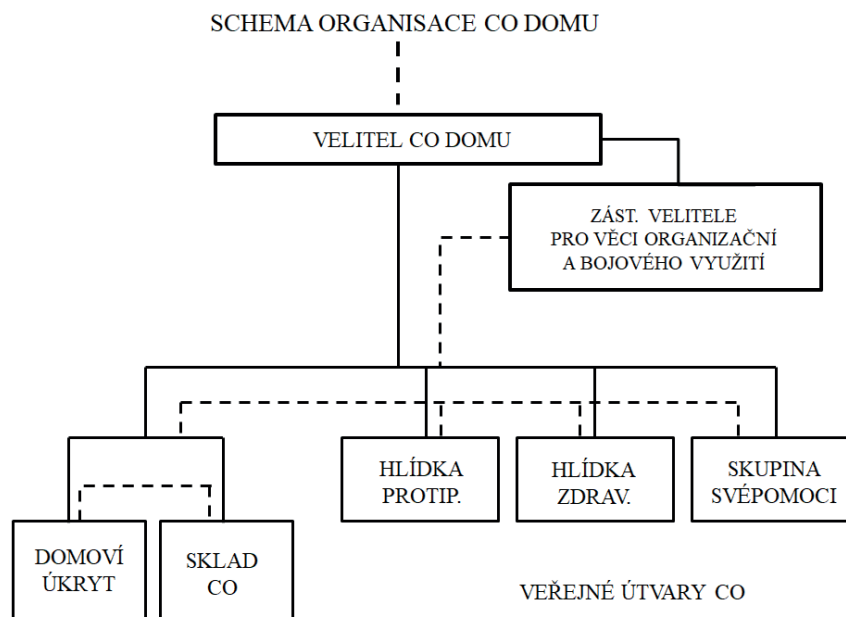 SCHEMA ORGANISACE CO DOMU
VELITEL CO DOMU
ZÁST. VELITELE
PRO VĚCI ORGANIZAČNÍ
A BOJOVÉHO VYUŽITÍ
HLÍDKA
PROTIP.
HLÍDKA
ZDRAV.
SKUPINA
SVÉPOMOCI
DOMOVÍ
ÚKRYT
SKLAD
CO
VEŘEJNÉ ÚTVARY CO